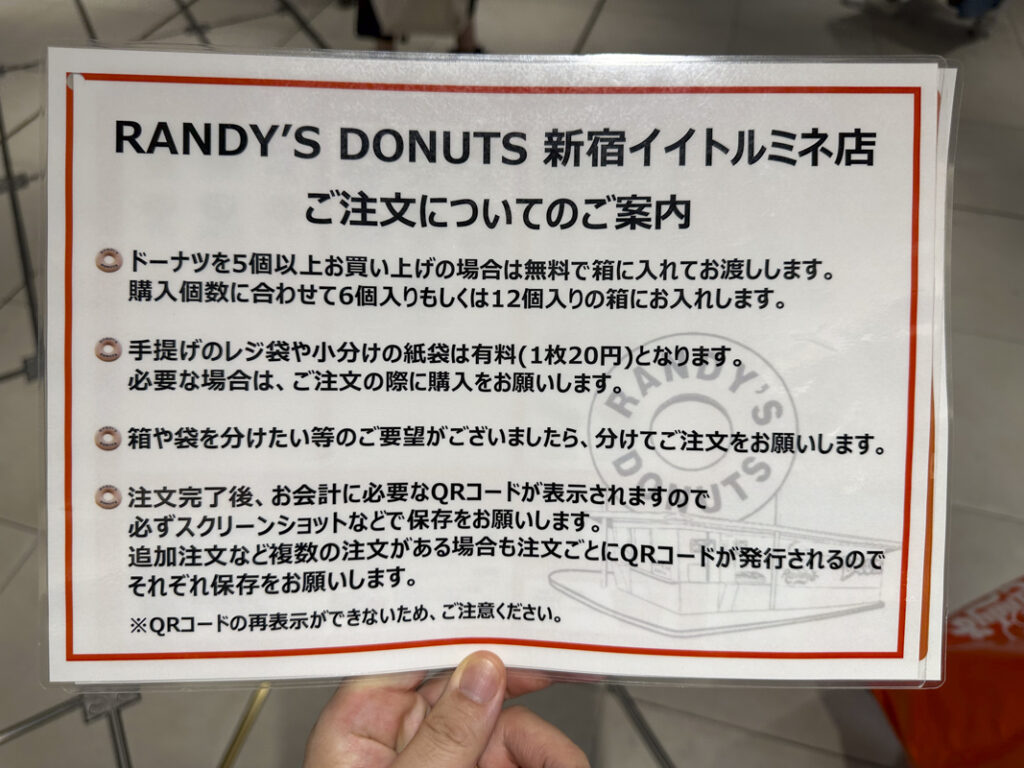 RANDY'S DONUTS 新宿イイトルミネ店
ご注文についてのご案内
ドーナツを5個以上お買い上げの場合は無料で箱に入れてお渡しします。
購入個数に合わせて6個入りもしくは12個入りの箱にお入れします。
手提げのレジ袋や小分けの紙袋は有料(1枚20円)となります。
必要な場合は、ご注文の際に購入をお願いします。
箱や袋を分けたい等のご要望がございましたら、分けてご注文をお願いします。
注文完了後、お会計に必要なQRコードが表示されますので
必ずスクリーンショットなどで保存をお願いします。
追加注文など複数の注文がある場合も注文ごとにQRコードが発行されるので
それぞれ保存をお願いします。
※QRコードの再表示ができないため、ご注意ください。
RANDY'S
DONUTS